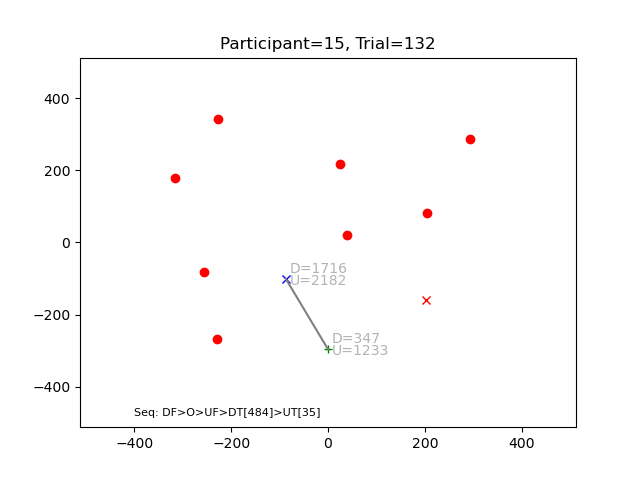 Participant=15, Trial=132
400
200
0
−200
−400
D=1716
U=2182
D=347
U=1233
Seq: DF>O>UF>DT[484]>UT[35]
−400
−200
0
200
400